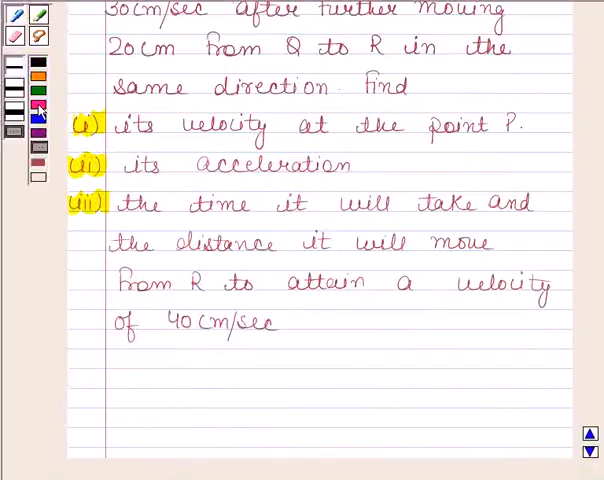 30cm/sec after further moving
20cm from Q to R in the
same direction. Find
(i) its velocity at the point P.
(ii) its acceleration
(iii) the time it will take and
the distance it will move
from R to attain a velocity
of 40cm/sec